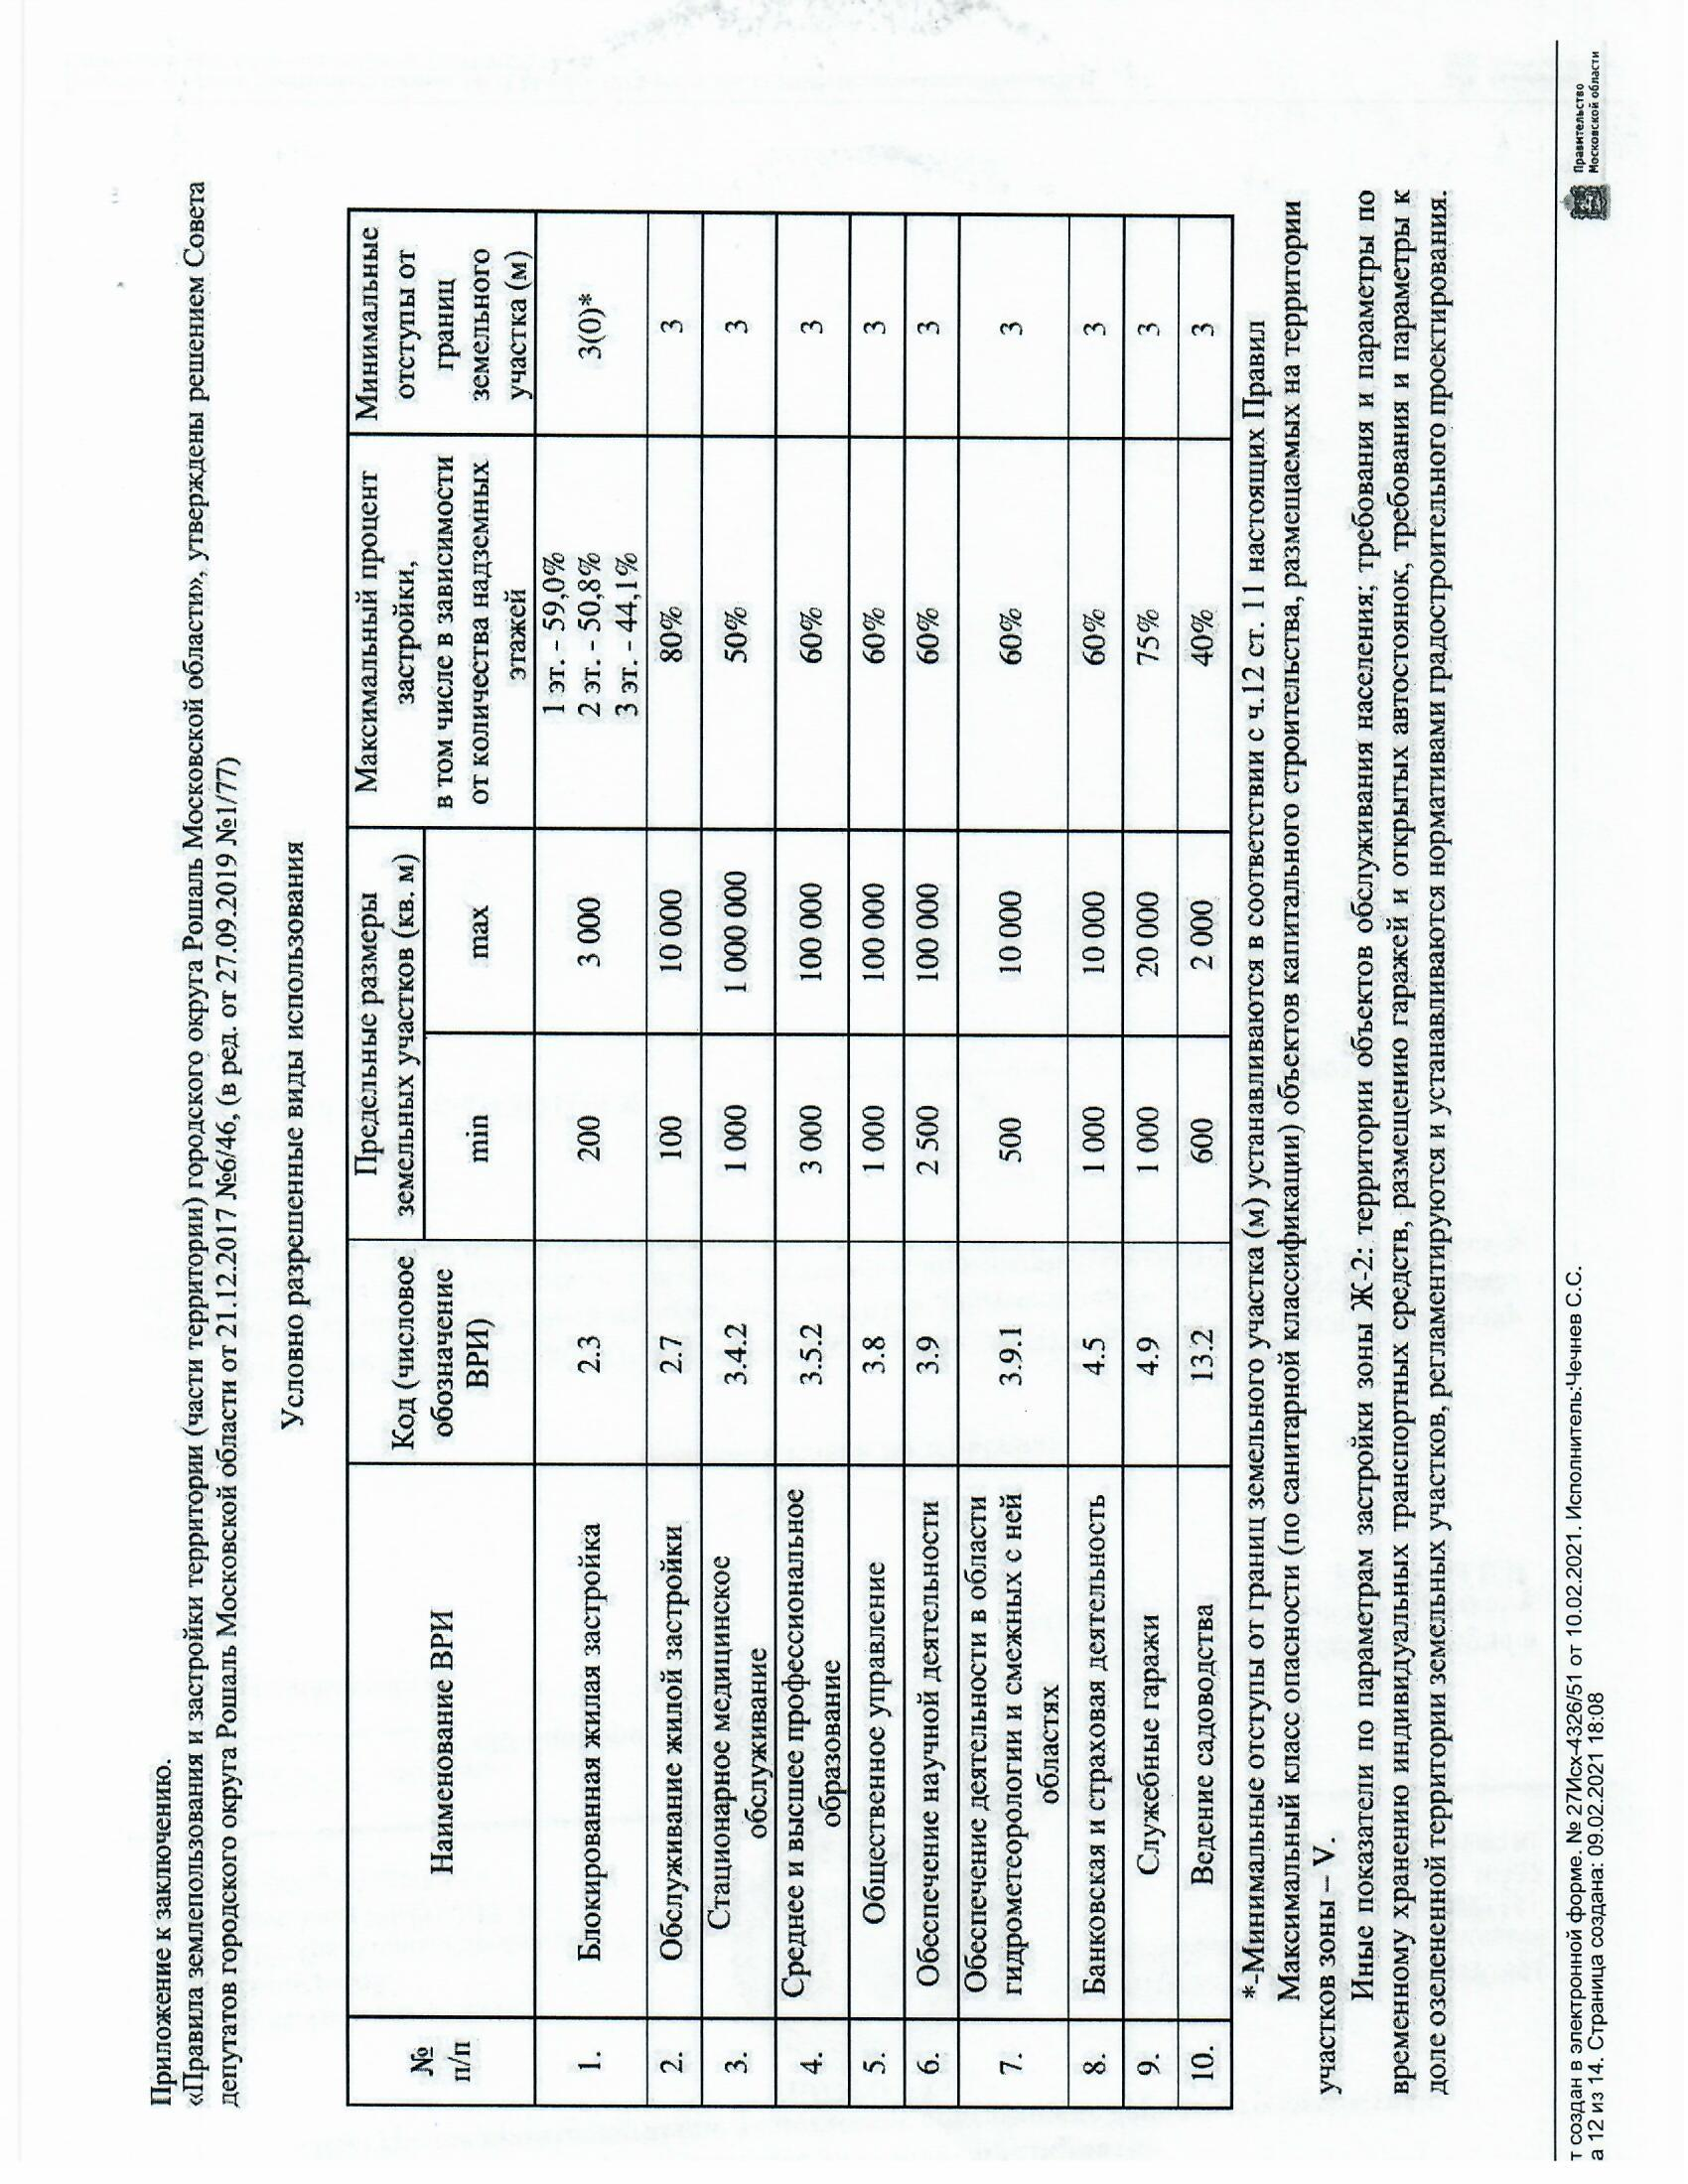 Приложение к заключению.
«Правила землепользования и застройки территории (части территории) городского округа Рошаль Московской области», утверждены решением Совета
депутатов городского округа Рошаль Московской области от 21.12.2017 №6/46, (в ред. от 27.09.2019 №1/77)
Условно разрешенные виды использования
№ п/п | Наименование ВРИ | Код (числовое обозначение ВРИ) | Предельные размеры земельных участков (кв. м) min | max | Максимальный процент застройки, в том числе в зависимости от количества надземных этажей | Минимальные отступы от границ земельного участка (м)
1. | Блокированная жилая застройка | 2.3 | 200 | 3 000 | 1 эт. - 59,0% 2 эт. - 50,8% 3 эт. - 44,1% | 3(0)*
2. | Обслуживание жилой застройки | 2.7 | 100 | 10 000 | 80% | 3
3. | Стационарное медицинское обслуживание | 3.4.2 | 1 000 | 1 000 000 | 50% | 3
4. | Среднее и высшее профессиональное образование | 3.5.2 | 3 000 | 100 000 | 60% | 3
5. | Общественное управление | 3.8 | 1 000 | 100 000 | 60% | 3
6. | Обеспечение научной деятельности | 3.9 | 2 500 | 100 000 | 60% | 3
7. | Обеспечение деятельности в области гидрометеорологии и смежных с ней областях | 3.9.1 | 500 | 10 000 | 60% | 3
8. | Банковская и страховая деятельность | 4.5 | 1 000 | 10 000 | 60% | 3
9. | Служебные гаражи | 4.9 | 1 000 | 20 000 | 75% | 3
10. | Ведение садоводства | 13.2 | 600 | 2 000 | 40% | 3
*-Минимальные отступы от границ земельного участка (м) устанавливаются в соответствии с ч.12 ст. 11 настоящих Правил
Максимальный класс опасности (по санитарной классификации) объектов капитального строительства, размещаемых на территории
участков зоны – V.
Иные показатели по параметрам застройки зоны Ж-2: территории объектов обслуживания населения; требования и параметры по
временному хранению индивидуальных транспортных средств, размещению гаражей и открытых автостоянок, требования и параметры к
доле озелененной территории земельных участков, регламентируются и устанавливаются нормативами градостроительного проектирования.
т создан в электронной форме. № 27Исх-4326/51 от 10.02.2021. Исполнитель:Чечнев С.С.
а 12 из 14. Страница создана: 09.02.2021 18:08
Правительство
Московской области